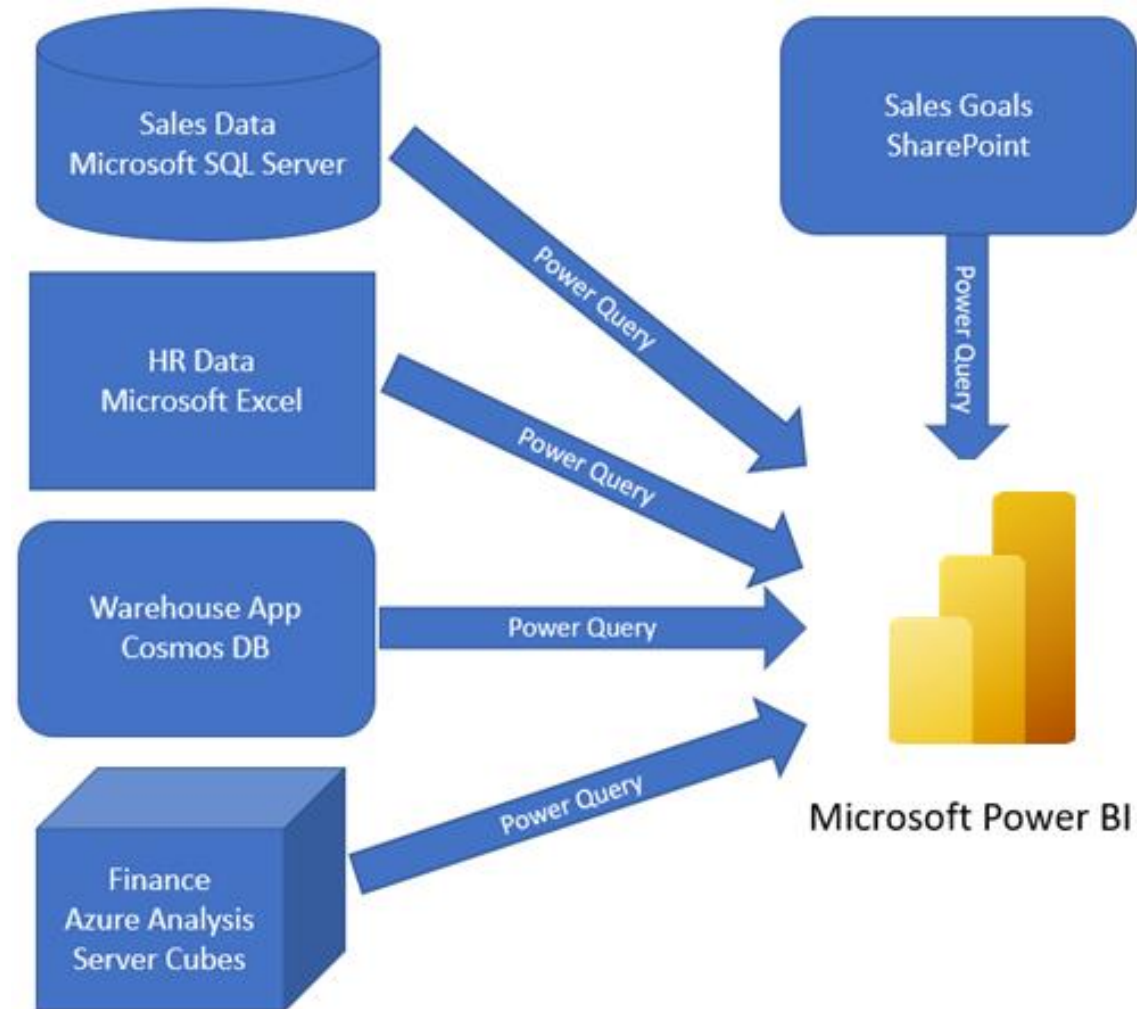 Sales Data
Microsoft SQL Server
Sales Goals
SharePoint
Power Query
Power Query
HR Data
Microsoft Excel
Power Query
Warehouse App
Cosmos DB
Power Query
Finance
Azure Analysis
Server Cubes
Power Query
Microsoft Power BI